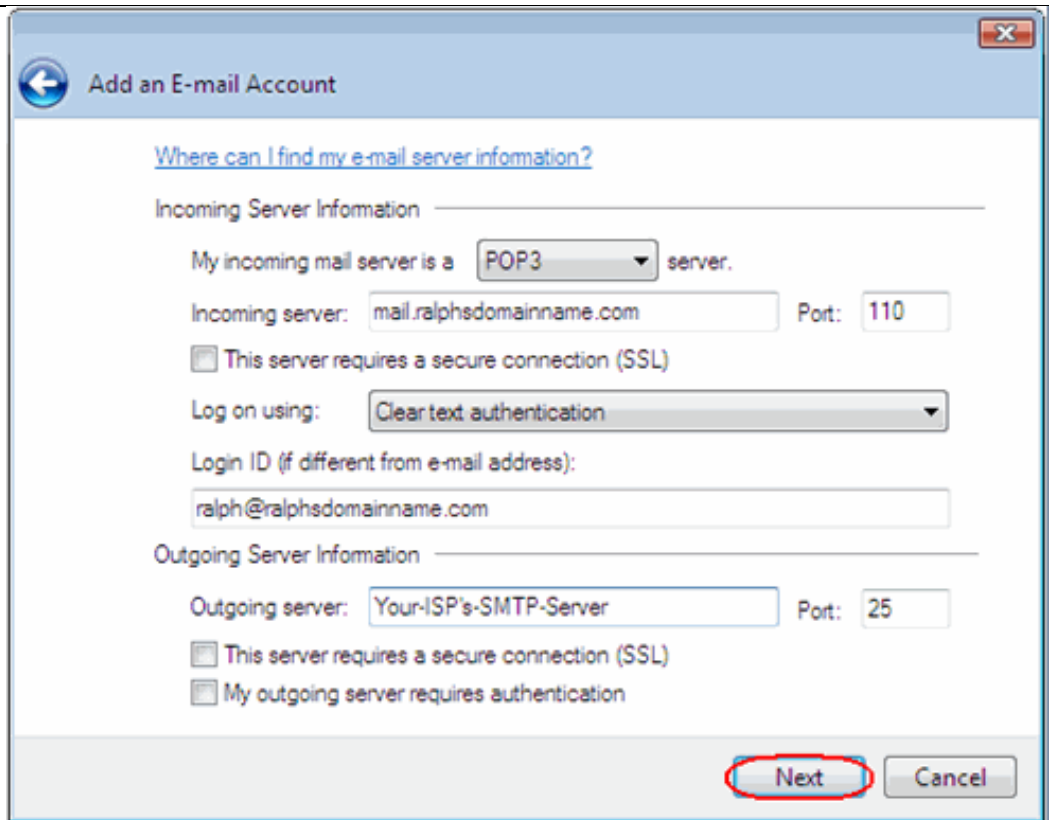 Add an E-mail Account
Where can I find my e-mail server information?
Incoming Server Information
My incoming mail server is a POP3 server.
Incoming server: mail.ralphsdomainname.com Port: 110
This server requires a secure connection (SSL)
Log on using: Clear text authentication
Login ID (if different from e-mail address):
ralph@ralphsdomainname.com
Outgoing Server Information
Outgoing server: Your-ISP's-SMTP-Server Port: 25
This server requires a secure connection (SSL)
My outgoing server requires authentication
Next Cancel